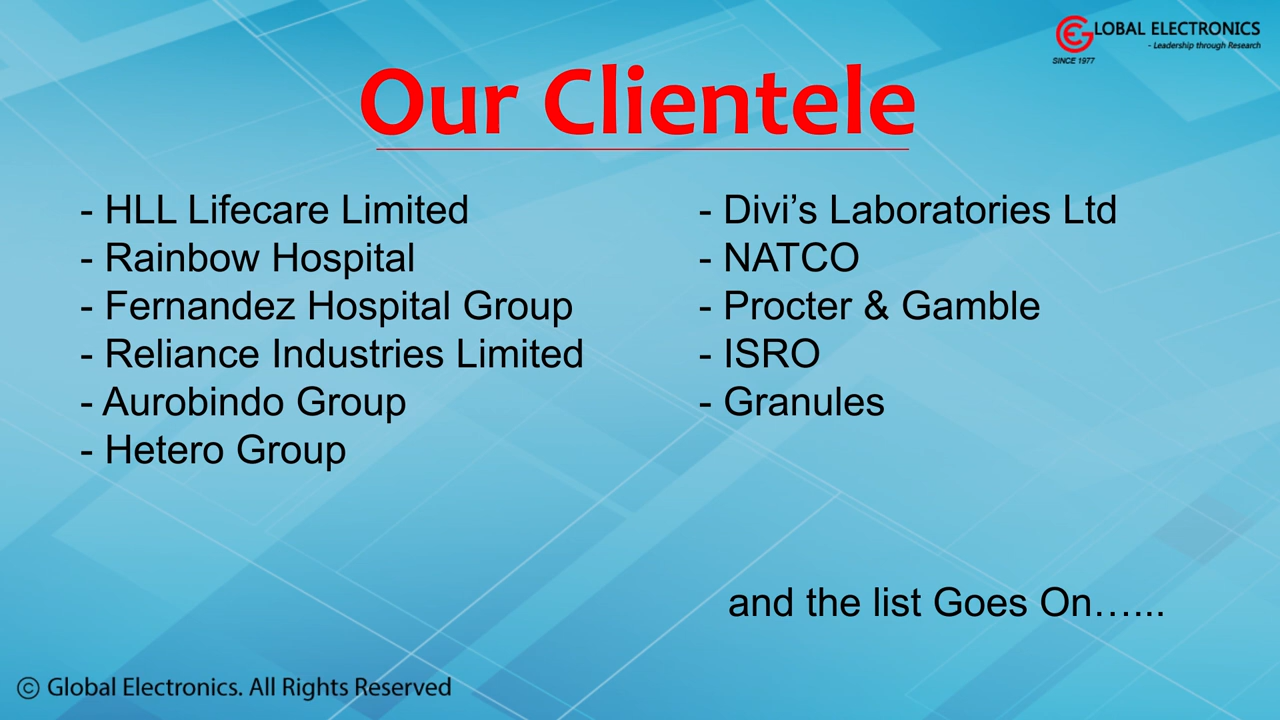 GLOBAL ELECTRONICS
- Leadership through Research
SINCE 1977
Our Clientele
- HLL Lifecare Limited
- Rainbow Hospital
- Fernandez Hospital Group
- Reliance Industries Limited
- Aurobindo Group
- Hetero Group
- Divi’s Laboratories Ltd
- NATCO
- Procter & Gamble
- ISRO
- Granules
and the list Goes On…...
© Global Electronics. All Rights Reserved